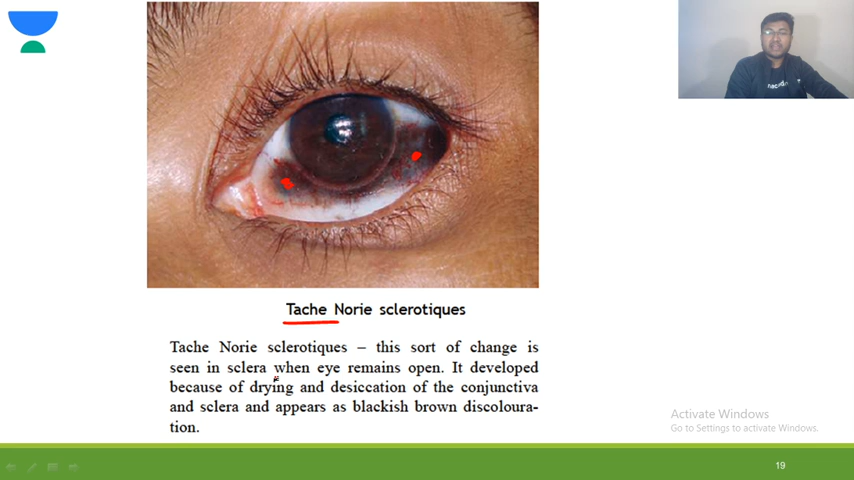 Tache Norie sclerotiques
Tache Norie sclerotiques – this sort of change is
seen in sclera when eye remains open. It developed
because of drying and desiccation of the conjunctiva
and sclera and appears as blackish brown discoloura-
tion.
Activate Windows
Go to Settings to activate Windows.
19